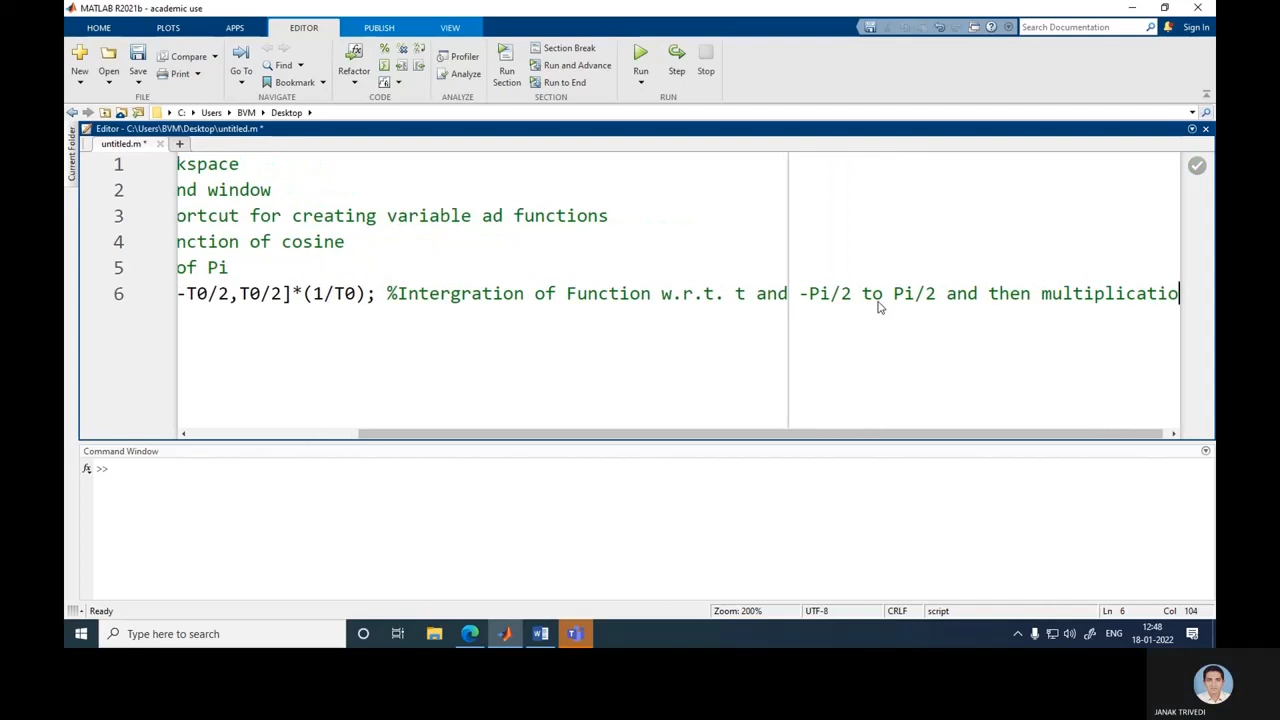 MATLAB R2021b - academic use
HOME PLOTS APPS EDITOR PUBLISH VIEW Search Documentation Sign In
New Open Save Compare Print Go To Find Bookmark Refactor Profiler Analyze Run Section Section Break Run and Advance Run to End Run Step Stop
FILE NAVIGATE CODE ANALYZE SECTION RUN
C: Users BVM Desktop
Current Folder
Editor - C:\Users\BVM\Desktop\untitled.m *
untitled.m * +
1 kspace
2 nd window
3 ortcut for creating variable ad functions
4 nction of cosine
5 of Pi
6 -T0/2,T0/2]*(1/T0); %Intergration of Function w.r.t. t and -Pi/2 to Pi/2 and then multiplicatio
Command Window
fx >>
Ready Zoom: 200% UTF-8 CRLF script Ln 6 Col 104
Type here to search ENG 12:48
18-01-2022
JANAK TRIVEDI